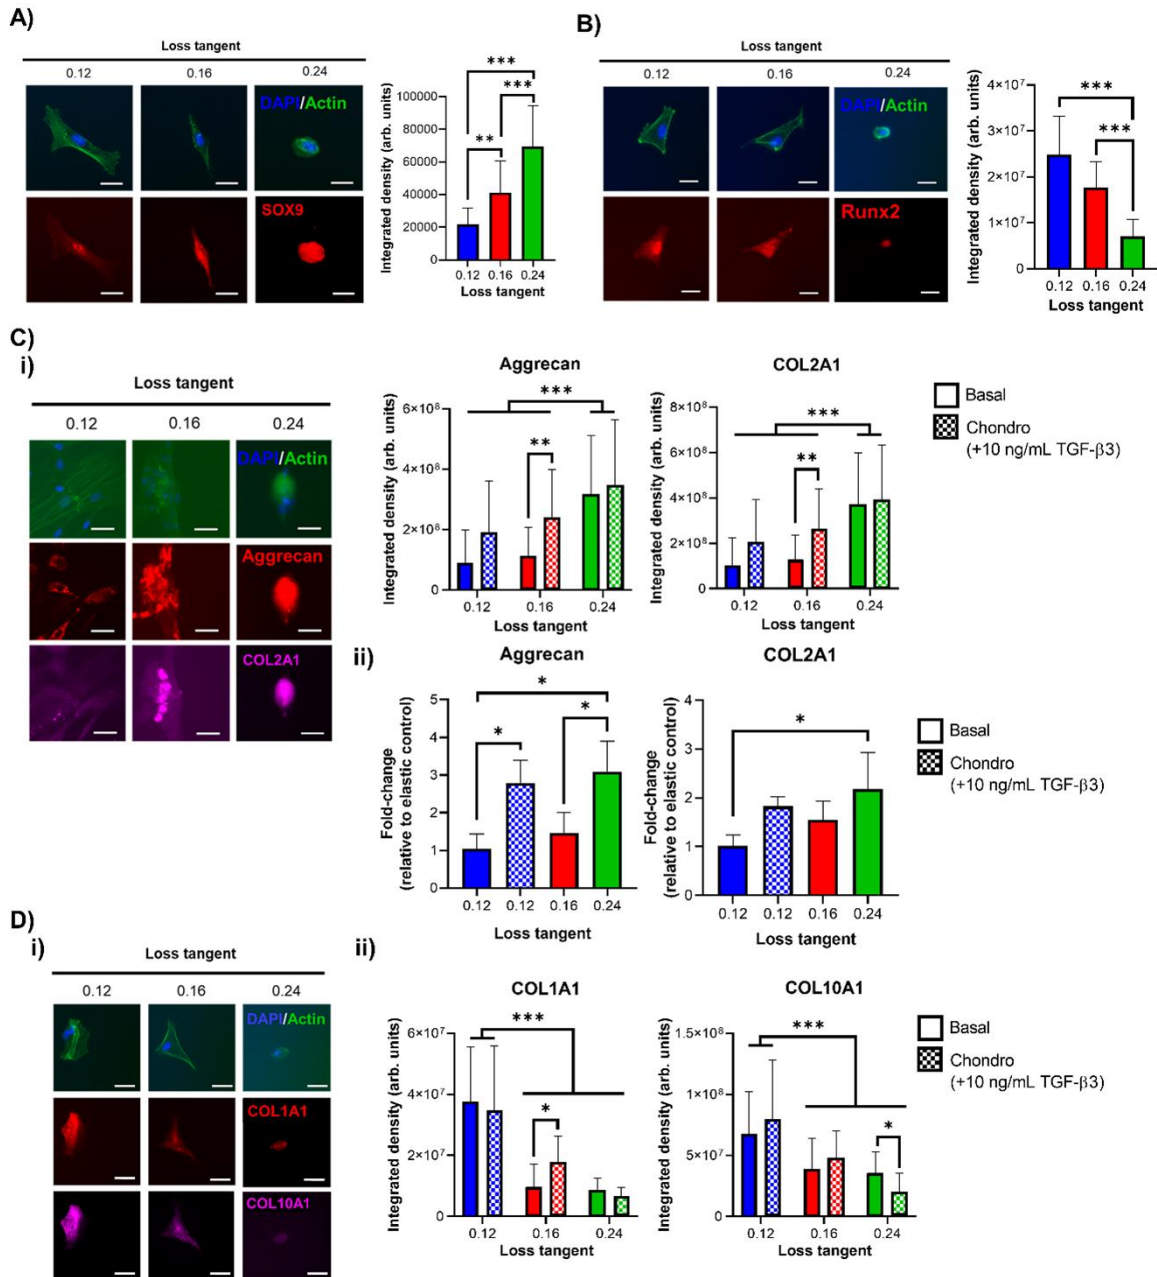 A)
Loss tangent
0.12 0.16 0.24
DAPI/Actin
SOX9
Integrated density (arb. units)
100000
80000
60000
40000
20000
0
***
***
**
0.12 0.16 0.24
Loss tangent
B)
Loss tangent
0.12 0.16 0.24
DAPI/Actin
Runx2
Integrated density (arb. units)
4×10⁷
3×10⁷
2×10⁷
1×10⁷
0
***
***
0.12 0.16 0.24
Loss tangent
C)
i)
Loss tangent
0.12 0.16 0.24
DAPI/Actin
Aggrecan
COL2A1
Aggrecan
Integrated density (arb. units)
6×10⁸
4×10⁸
2×10⁸
0
***
**
0.12 0.16 0.24
Loss tangent
COL2A1
Integrated density (arb. units)
8×10⁸
6×10⁸
4×10⁸
2×10⁸
0
***
**
0.12 0.16 0.24
Loss tangent
Basal
Chondro
(+10 ng/mL TGF-β3)
ii)
Aggrecan
Fold-change
(relative to elastic control)
5
4
3
2
1
0
*
*
*
0.12 0.12 0.16 0.24
Loss tangent
COL2A1
Fold-change
(relative to elastic control)
4
3
2
1
0
*
0.12 0.12 0.16 0.24
Loss tangent
Basal
Chondro
(+10 ng/mL TGF-β3)
D)
i)
Loss tangent
0.12 0.16 0.24
DAPI/Actin
COL1A1
COL10A1
ii)
COL1A1
Integrated density (arb. units)
6×10⁷
4×10⁷
2×10⁷
0
***
*
0.12 0.16 0.24
Loss tangent
COL10A1
Integrated density (arb. units)
1.5×10⁸
1×10⁸
5×10⁷
0
***
*
0.12 0.16 0.24
Loss tangent
Basal
Chondro
(+10 ng/mL TGF-β3)